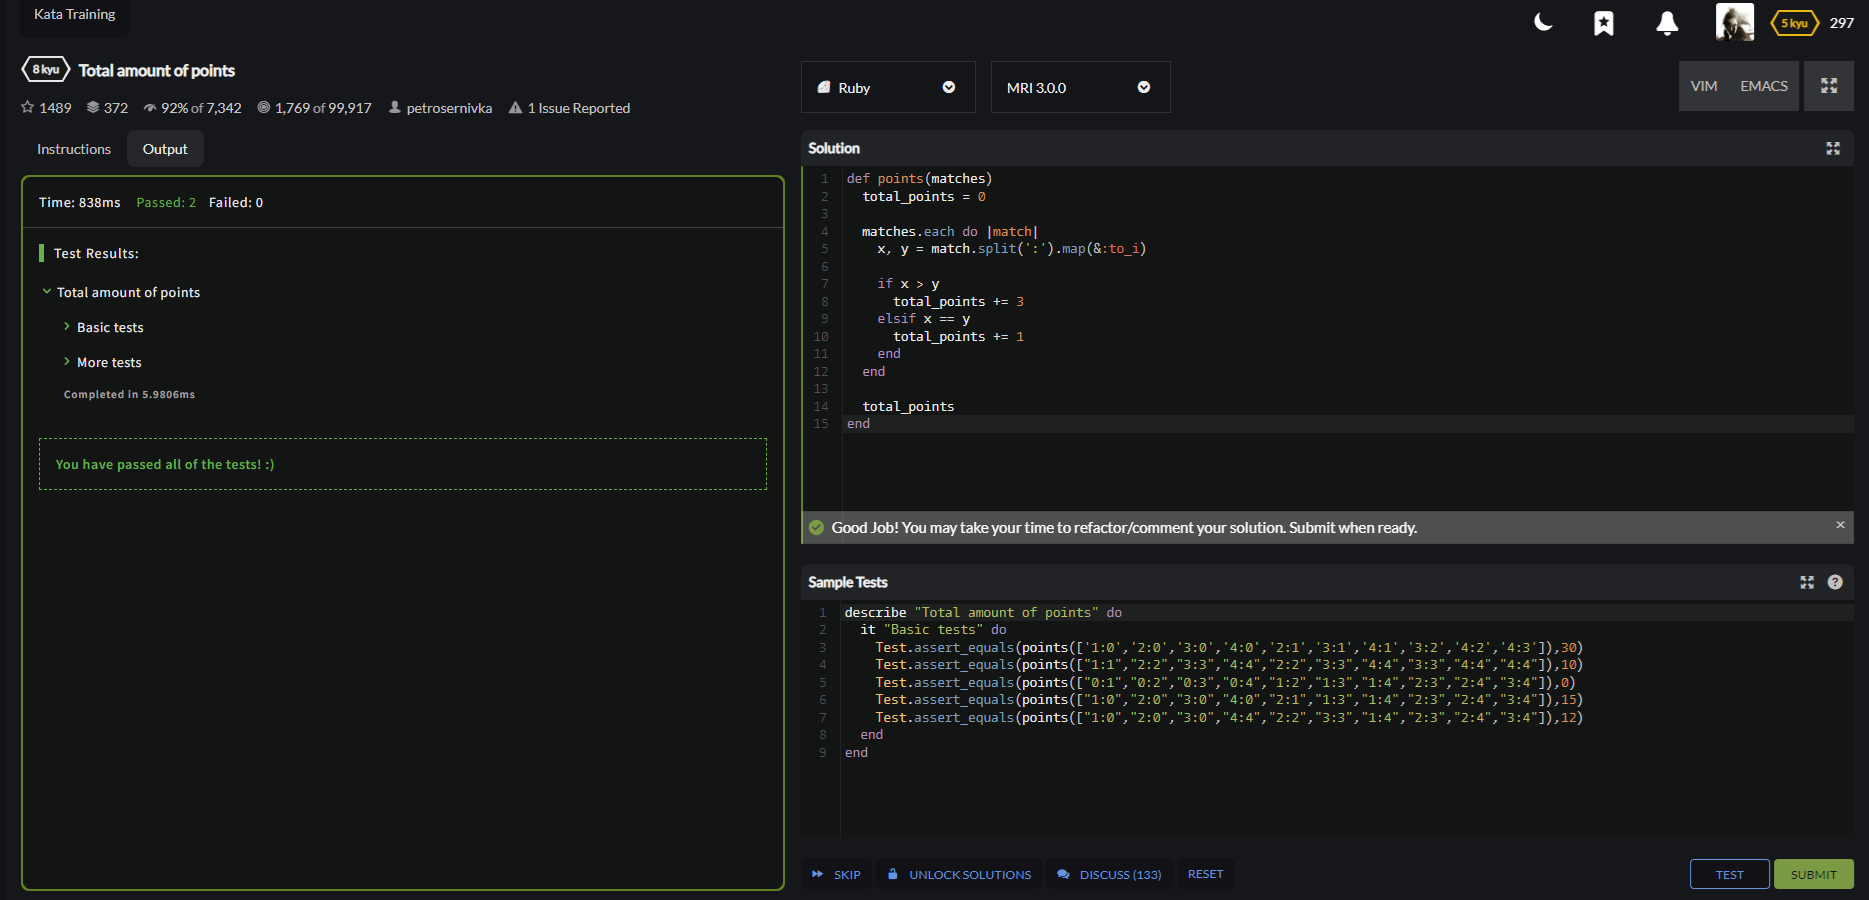 Kata Training
5 kyu 297
8 kyu Total amount of points
1489 372 92% of 7,342 1,769 of 99,917 petrosernivka 1 Issue Reported
Instructions Output
Time: 838ms Passed: 2 Failed: 0
Test Results:
Total amount of points
Basic tests
More tests
Completed in 5.9806ms
You have passed all of the tests! :)
Ruby MRI 3.0.0 VIM EMACS
Solution
1 def points(matches)
2   total_points = 0
3
4   matches.each do |match|
5     x, y = match.split(':').map(&:to_i)
6
7     if x > y
8       total_points += 3
9     elsif x == y
10       total_points += 1
11     end
12   end
13
14   total_points
15 end
Good Job! You may take your time to refactor/comment your solution. Submit when ready. ×
Sample Tests ?
1 describe "Total amount of points" do
2   it "Basic tests" do
3     Test.assert_equals(points(['1:0','2:0','3:0','4:0','2:1','3:1','4:1','3:2','4:2','4:3']),30)
4     Test.assert_equals(points(["1:1","2:2","3:3","4:4","2:2","3:3","4:4","3:3","4:4","4:4"]),10)
5     Test.assert_equals(points(["0:1","0:2","0:3","0:4","1:2","1:3","1:4","2:3","2:4","3:4"]),0)
6     Test.assert_equals(points(["1:0","2:0","3:0","4:0","2:1","1:3","1:4","2:3","2:4","3:4"]),15)
7     Test.assert_equals(points(["1:0","2:0","3:0","4:4","2:2","3:3","1:4","2:3","2:4","3:4"]),12)
8   end
9 end
SKIP UNLOCK SOLUTIONS DISCUSS (133) RESET TEST SUBMIT